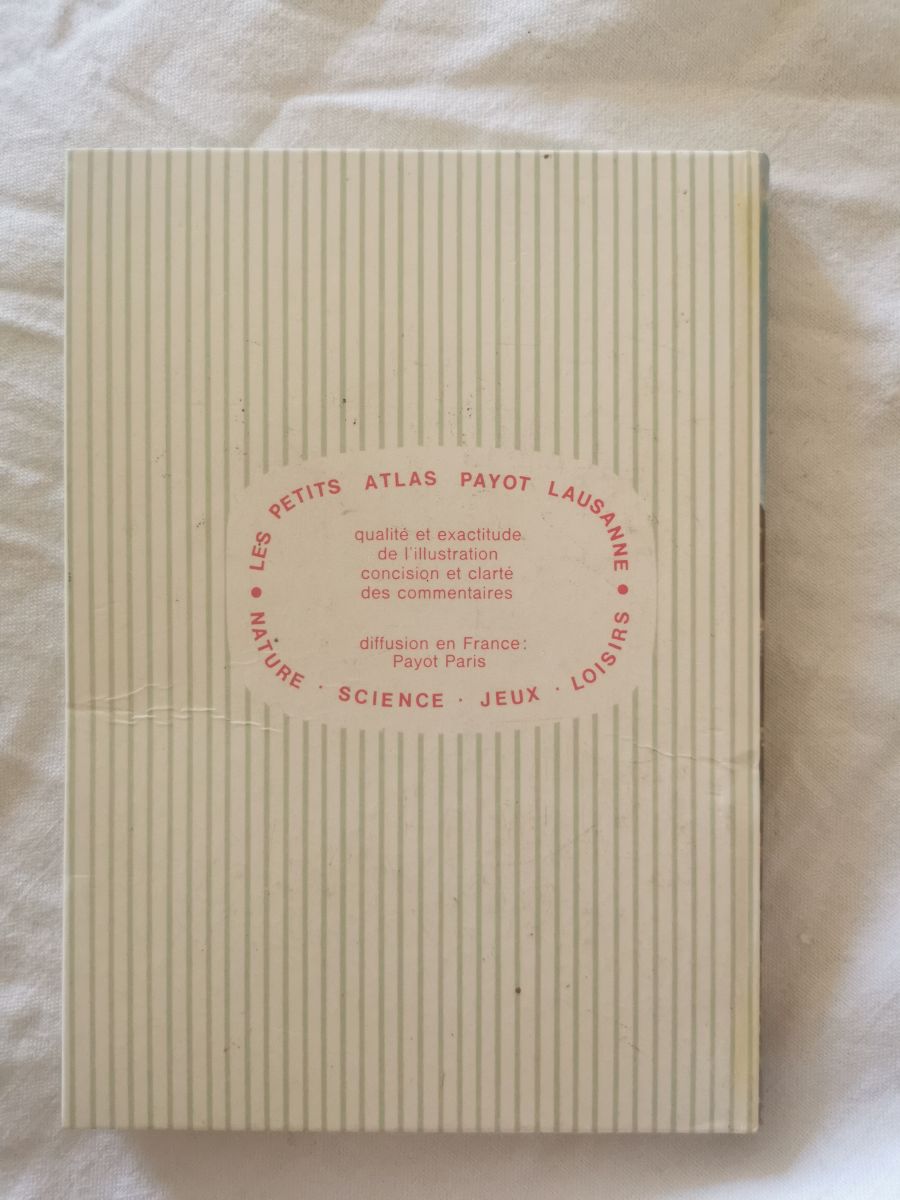 LES PETITS ATLAS PAYOT LAUSANNE
qualité et exactitude
de l'illustration
concision et clarté
des commentaires
diffusion en France:
Payot Paris
• NATURE · SCIENCE · JEUX · LOISIRS •